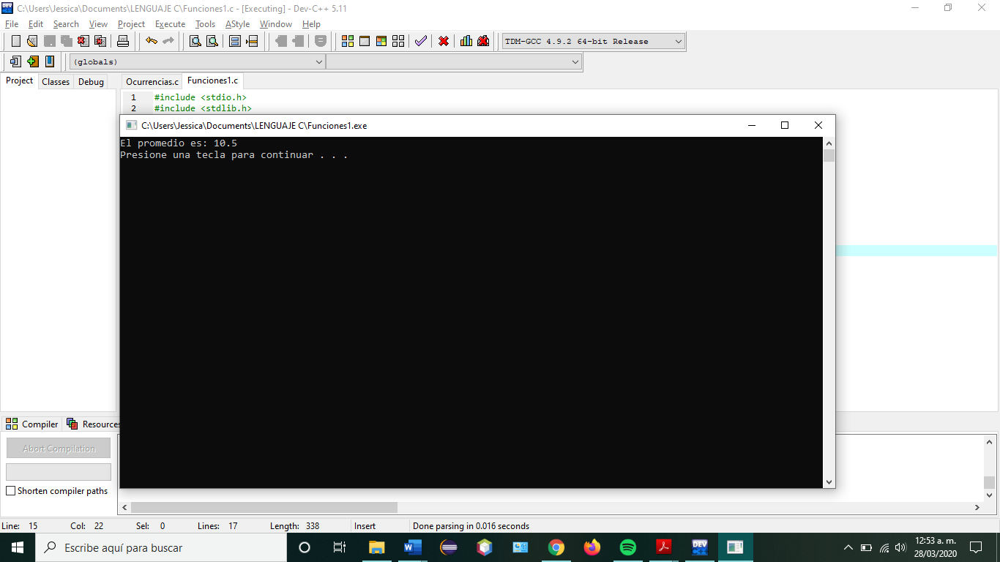 C:\Users\Jessica\Documents\LENGUAJE C\Funciones1.c - [Executing] - Dev-C++ 5.11
File Edit Search View Project Execute Tools AStyle Window Help
TDM-GCC 4.9.2 64-bit Release
(globals)
Project Classes Debug Ocurrencias.c Funciones1.c
1 #include <stdio.h>
2 #include <stdlib.h>
C:\Users\Jessica\Documents\LENGUAJE C\Funciones1.exe
El promedio es: 10.5
Presione una tecla para continuar . . .
Compiler Resources
Abort Compilation
Shorten compiler paths
Line: 15 Col: 22 Sel: 0 Lines: 17 Length: 338 Insert Done parsing in 0.016 seconds
Escribe aquí para buscar
DEV
12:53 a. m.
28/03/2020